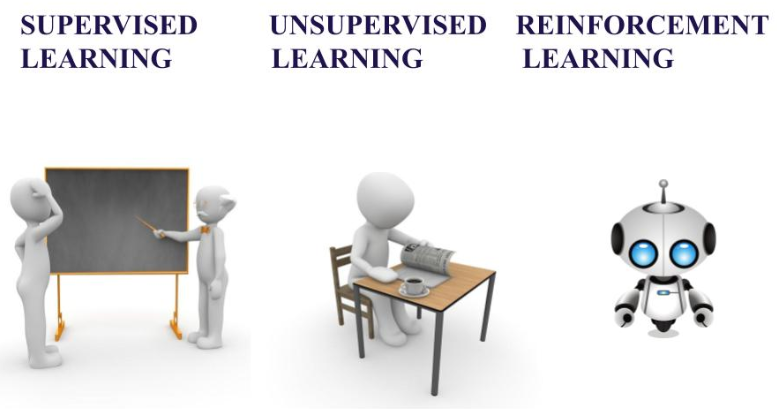 SUPERVISED
LEARNING
UNSUPERVISED
LEARNING
REINFORCEMENT
LEARNING